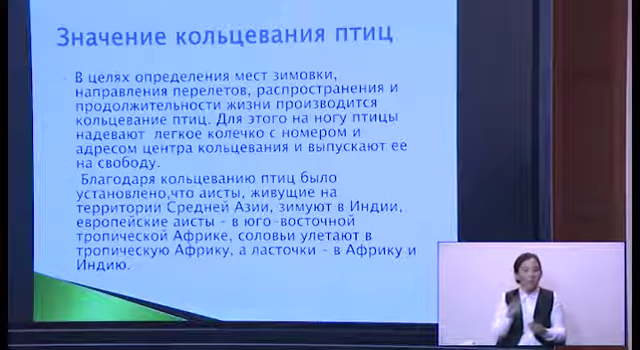 Значение кольцевания птиц
В целях определения мест зимовки,
направления перелетов, распространения и
продолжительности жизни производится
кольцевание птиц. Для этого на ногу птицы
надевают легкое колечко с номером и
адресом центра кольцевания и выпускают ее
на свободу.
Благодаря кольцеванию птиц было
установлено,что аисты, живущие на
территории Средней Азии, зимуют в Индии,
европейские аисты – в юго-восточной
тропической Африке, соловьи улетают в
тропическую Африку, а ласточки – в Африку и
Индию.